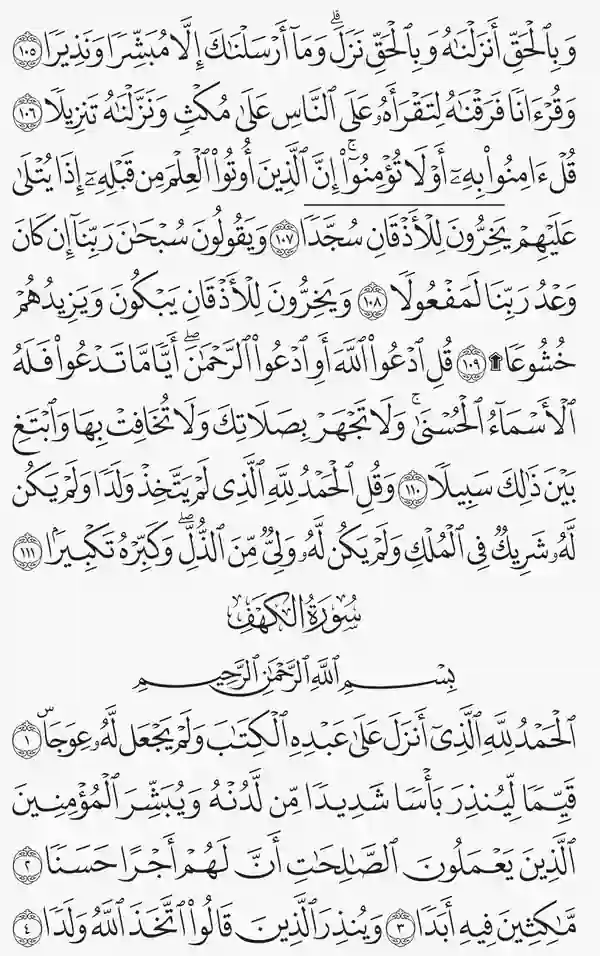 وَبِٱلْحَقِّ أَنزَلْنَٰهُ وَبِٱلْحَقِّ نَزَلَ ۗ وَمَآ أَرْسَلْنَٰكَ إِلَّا مُبَشِّرًا وَنَذِيرًا ١٠٥
وَقُرْءَانًا فَرَقْنَٰهُ لِتَقْرَأَهُۥ عَلَى ٱلنَّاسِ عَلَىٰ مُكْثٍ وَنَزَّلْنَٰهُ تَنزِيلًا ١٠٦
قُلْ ءَامِنُوا۟ بِهِۦٓ أَوْ لَا تُؤْمِنُوٓا۟ ۚ إِنَّ ٱلَّذِينَ أُوتُوا۟ ٱلْعِلْمَ مِن قَبْلِهِۦٓ إِذَا يُتْلَىٰ
عَلَيْهِمْ يَخِرُّونَ لِلْأَذْقَانِ سُجَّدًا ١٠٧ وَيَقُولُونَ سُبْحَٰنَ رَبِّنَآ إِن كَانَ
وَعْدُ رَبِّنَا لَمَفْعُولًا ١٠٨ وَيَخِرُّونَ لِلْأَذْقَانِ يَبْكُونَ وَيَزِيدُهُمْ
خُشُوعًا ۩ ١٠٩ قُلِ ٱدْعُوا۟ ٱللَّهَ أَوِ ٱدْعُوا۟ ٱلرَّحْمَٰنَ ۖ أَيًّا مَّا تَدْعُوا۟ فَلَهُ
ٱلْأَسْمَآءُ ٱلْحُسْنَىٰ ۚ وَلَا تَجْهَرْ بِصَلَاتِكَ وَلَا تُخَافِتْ بِهَا وَٱبْتَغِ
بَيْنَ ذَٰلِكَ سَبِيلًا ١١٠ وَقُلِ ٱلْحَمْدُ لِلَّهِ ٱلَّذِى لَمْ يَتَّخِذْ وَلَدًا وَلَمْ يَكُن
لَّهُۥ شَرِيكٌ فِى ٱلْمُلْكِ وَلَمْ يَكُن لَّهُۥ وَلِىٌّ مِّنَ ٱلذُّلِّ ۖ وَكَبِّرْهُ تَكْبِيرًۢا ١١١
سُورَةُ الكَهْفِ
بِسْمِ ٱللَّهِ ٱلرَّحْمَٰنِ ٱلرَّحِيمِ
ٱلْحَمْدُ لِلَّهِ ٱلَّذِىٓ أَنزَلَ عَلَىٰ عَبْدِهِ ٱلْكِتَٰبَ وَلَمْ يَجْعَل لَّهُۥ عِوَجَاۜ ١
قَيِّمًا لِّيُنذِرَ بَأْسًا شَدِيدًا مِّن لَّدُنْهُ وَيُبَشِّرَ ٱلْمُؤْمِنِينَ
ٱلَّذِينَ يَعْمَلُونَ ٱلصَّٰلِحَٰتِ أَنَّ لَهُمْ أَجْرًا حَسَنًا ٢
مَّٰكِثِينَ فِيهِ أَبَدًا ٣ وَيُنذِرَ ٱلَّذِينَ قَالُوا۟ ٱتَّخَذَ ٱللَّهُ وَلَدًا ٤